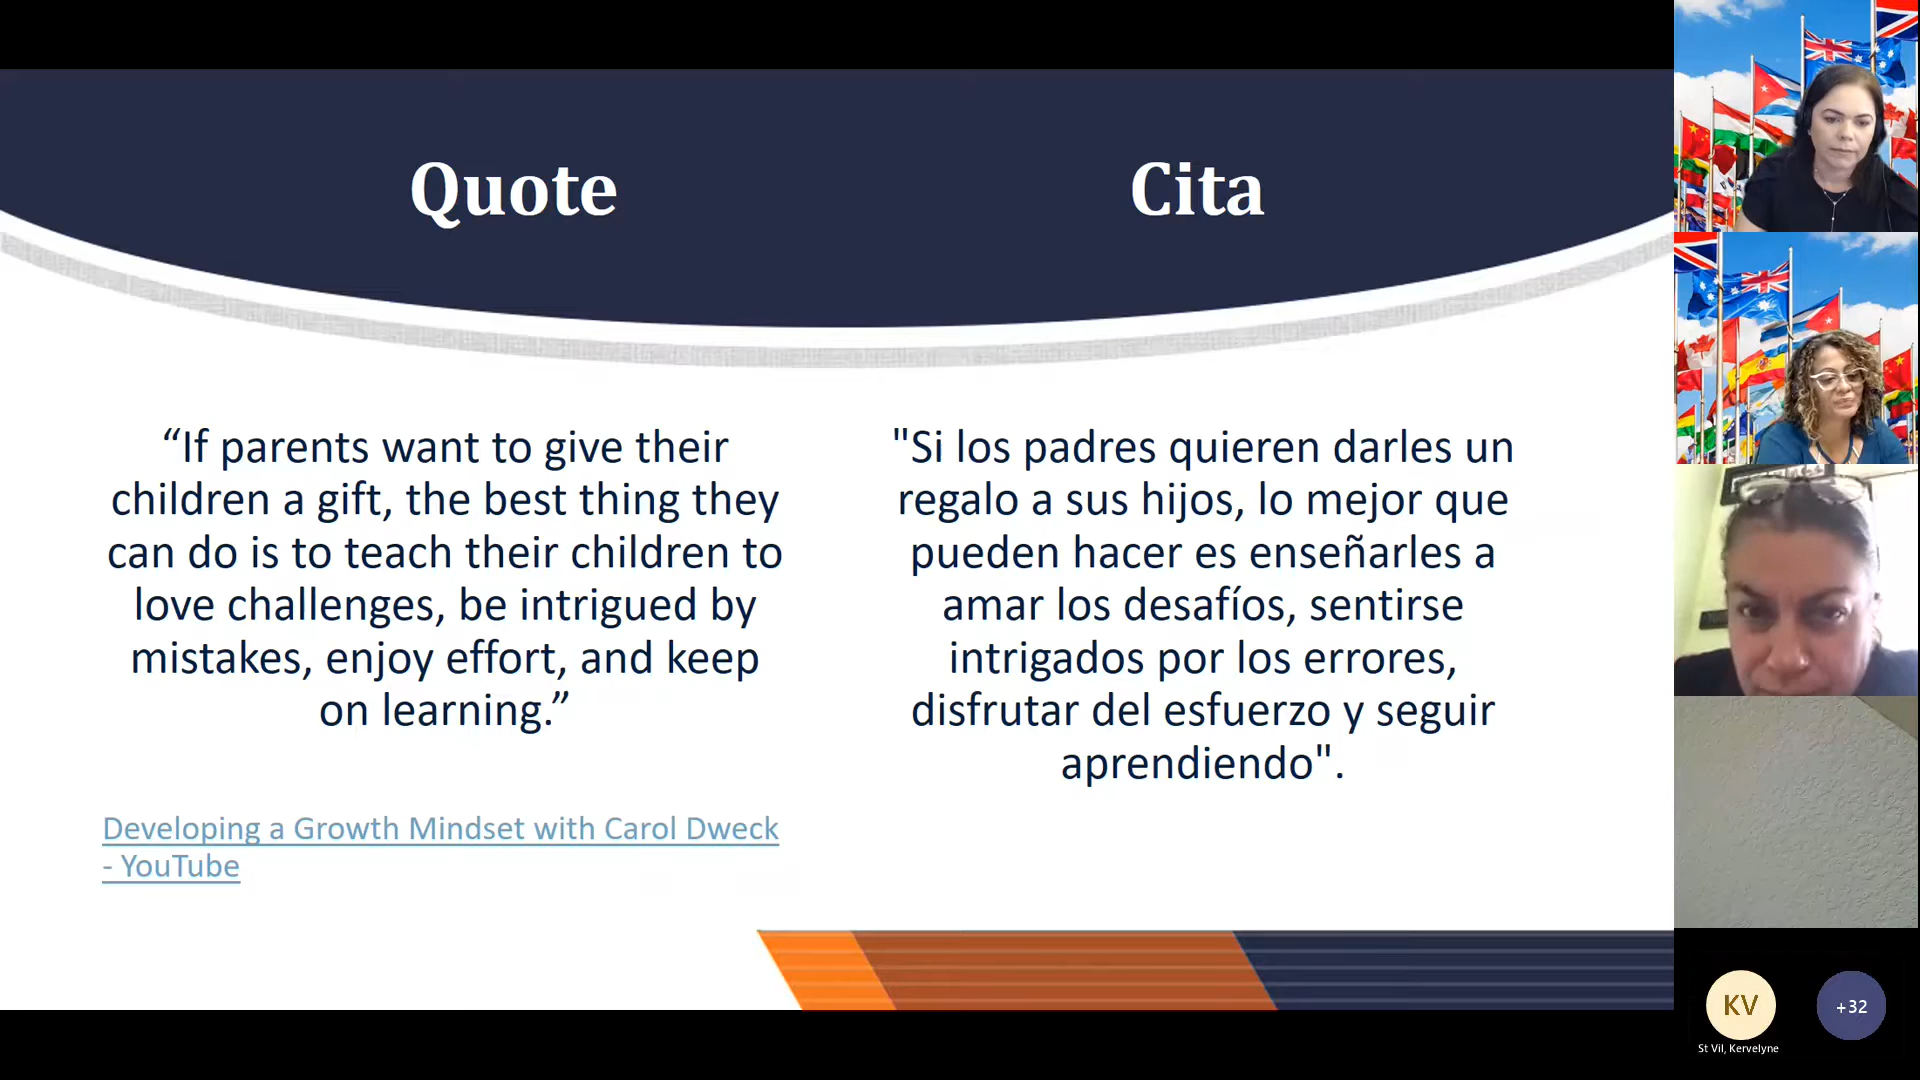 Quote
Cita
“If parents want to give their
children a gift, the best thing they
can do is to teach their children to
love challenges, be intrigued by
mistakes, enjoy effort, and keep
on learning.”
Developing a Growth Mindset with Carol Dweck
- YouTube
"Si los padres quieren darles un
regalo a sus hijos, lo mejor que
pueden hacer es enseñarles a
amar los desafíos, sentirse
intrigados por los errores,
disfrutar del esfuerzo y seguir
aprendiendo".
KV
+32
St Vil, Kervelyne